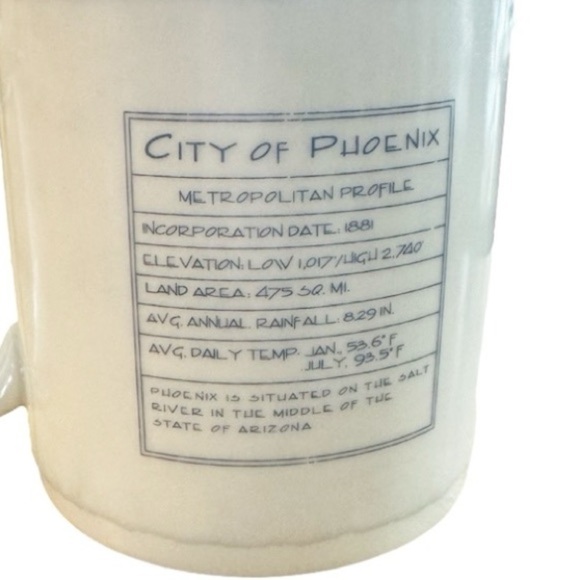 CITY OF PHOENIX
METROPOLITAN PROFILE
INCORPORATION DATE: 1881
ELEVATION: LOW 1,017'/HIGH 2,740'
LAND AREA: 475 SQ. MI.
AVG. ANNUAL RAINFALL: 8.29 IN.
AVG. DAILY TEMP: JAN., 53.6° F
JULY, 93.5° F
PHOENIX IS SITUATED ON THE SALT
RIVER IN THE MIDDLE OF THE
STATE OF ARIZONA